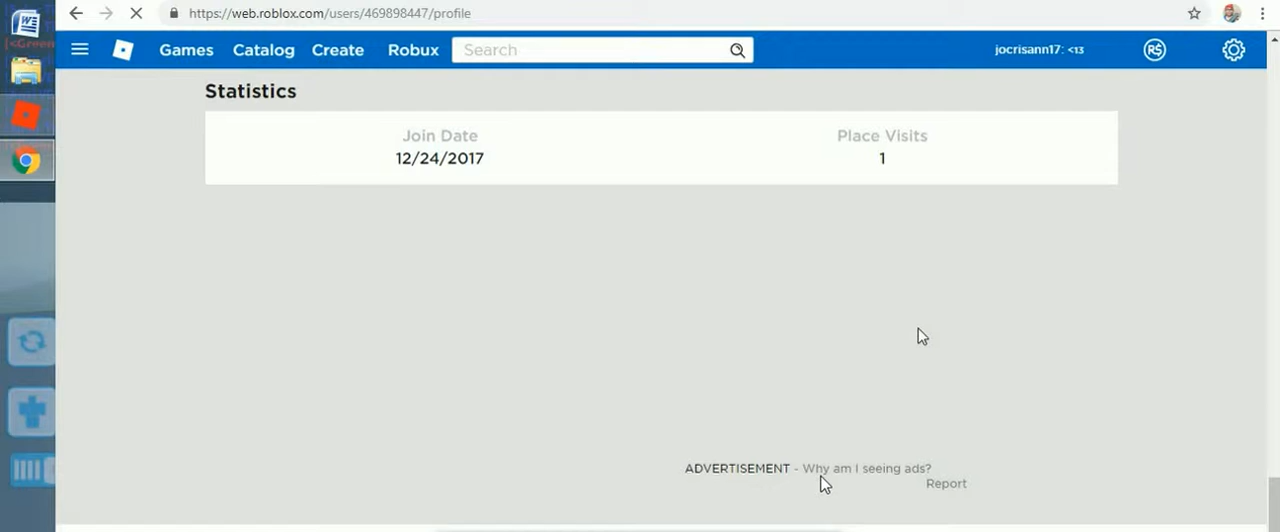 https://web.roblox.com/users/469898447/profile
Games Catalog Create Robux Search jocrisann17: <13
Statistics
Join Date Place Visits
12/24/2017 1
ADVERTISEMENT - Why am I seeing ads?
Report